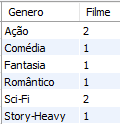 Genero Filme
Ação 2
Comédia 1
Fantasia 1
Romântico 1
Sci-Fi 2
Story-Heavy 1